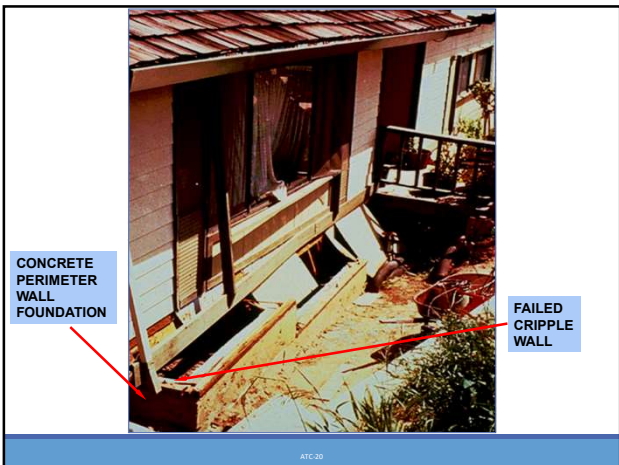 CONCRETE
PERIMETER
WALL
FOUNDATION
FAILED
CRIPPLE
WALL
ATC-20